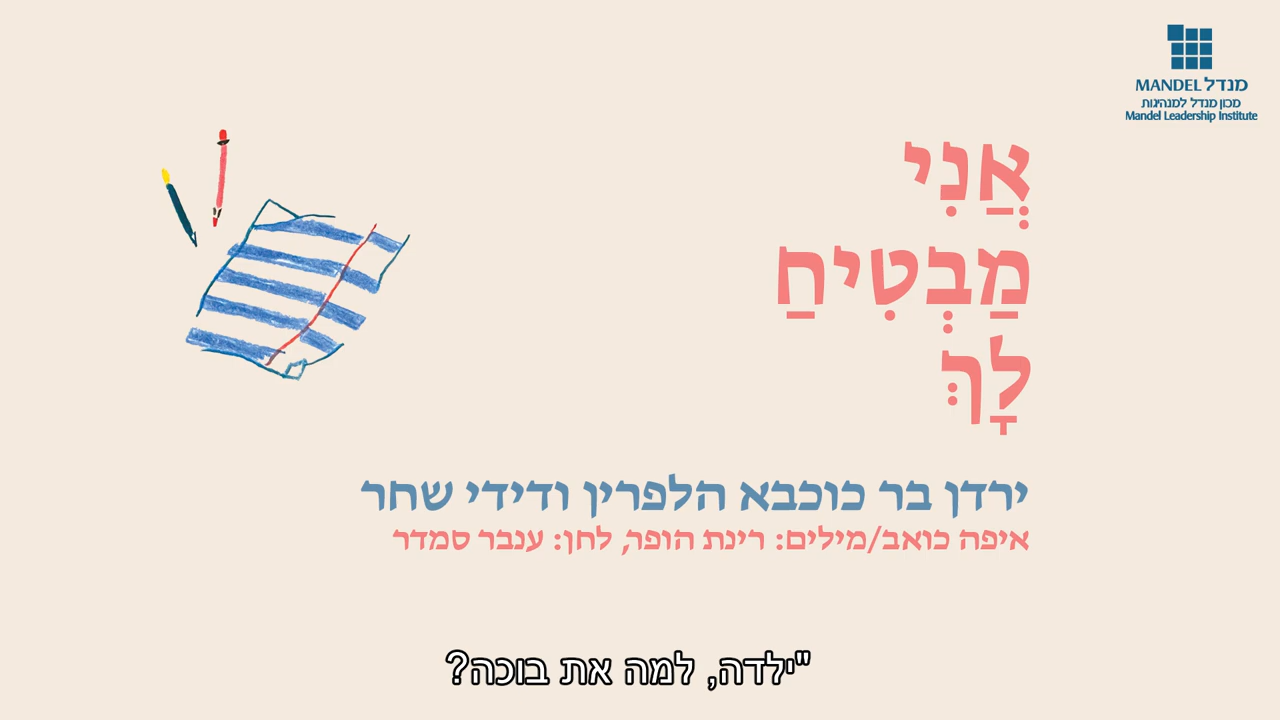 מנדל MANDEL
מכון מנדל למנהיגות
Mandel Leadership Institute
אֲנִי
מַבְטִיחַ
לָךְ
ירדן בר כוכבא הלפרין ודידי שחר
איפה כואב/מילים: רינת הופר, לחן: ענבר סמדר
"ילדה, למה את בוכה?